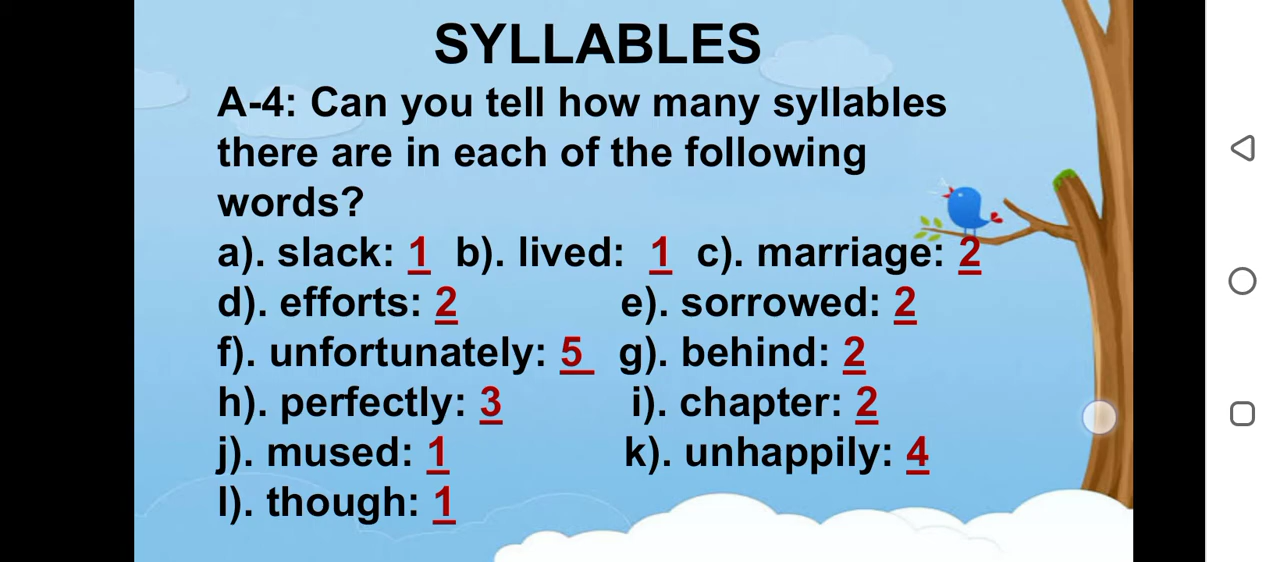 SYLLABLES
A-4: Can you tell how many syllables
there are in each of the following
words?
a). slack: 1 b). lived: 1 c). marriage: 2
d). efforts: 2 e). sorrowed: 2
f). unfortunately: 5 g). behind: 2
h). perfectly: 3 i). chapter: 2
j). mused: 1 k). unhappily: 4
l). though: 1